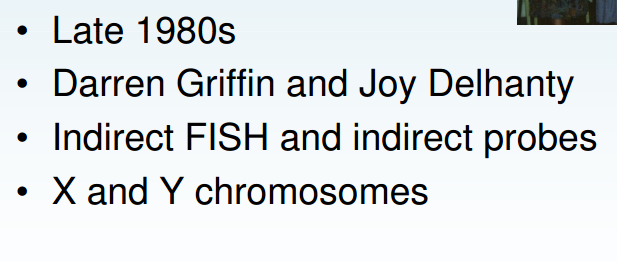 • Late 1980s
• Darren Griffin and Joy Delhanty
• Indirect FISH and indirect probes
• X and Y chromosomes